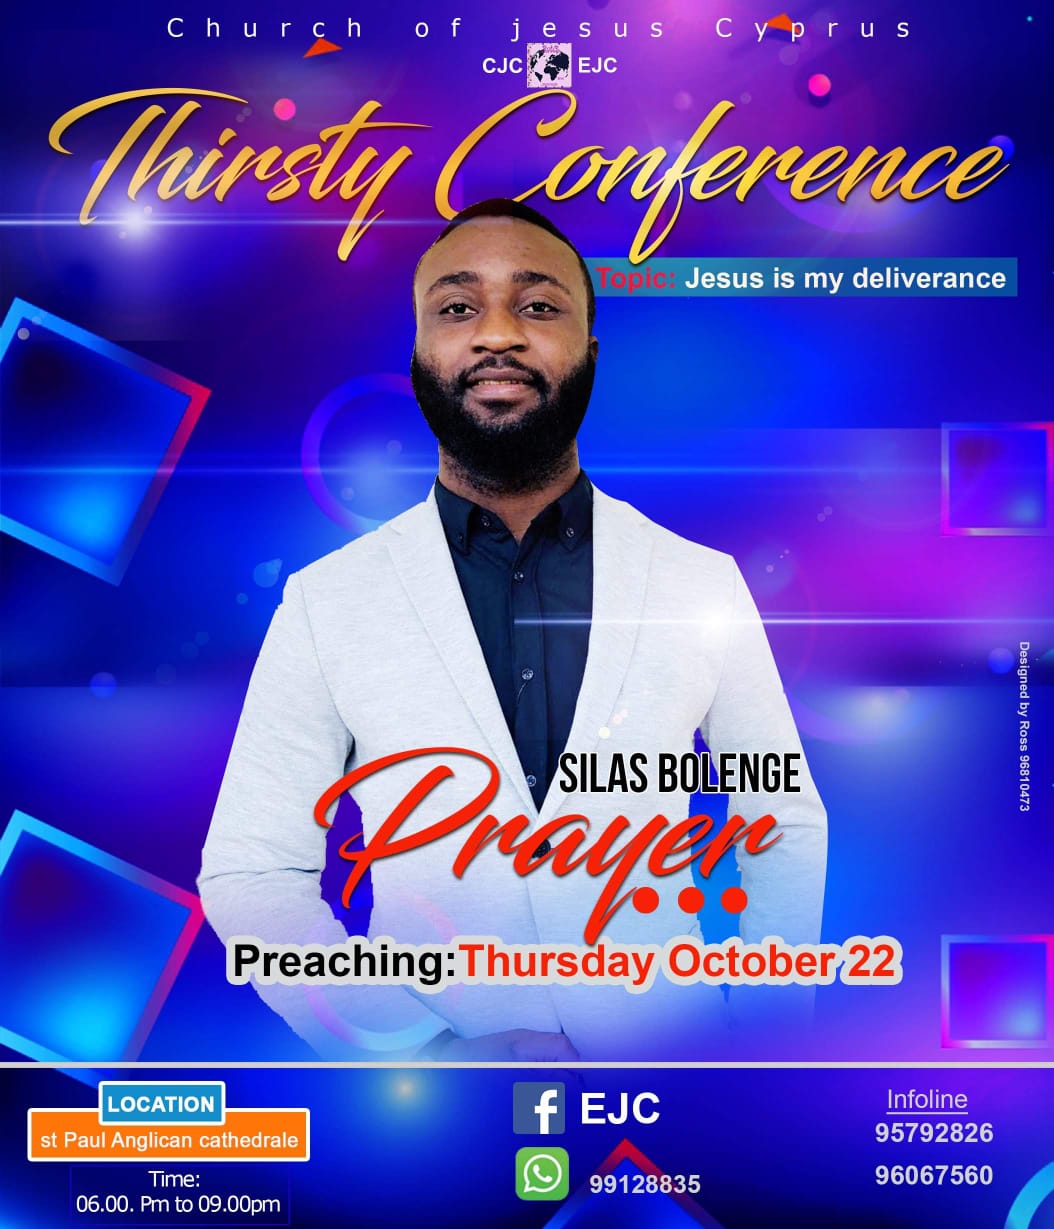 Church of jesus Cyprus
CJC EJC
Thirsty Conference
Topic: Jesus is my deliverance
Designed by Ross 96810473
SILAS BOLENGE
Prayer...
Preaching:Thursday October 22
LOCATION
st Paul Anglican cathedrale
Time:
06.00. Pm to 09.00pm
f EJC
99128835
Infoline
95792826
96067560